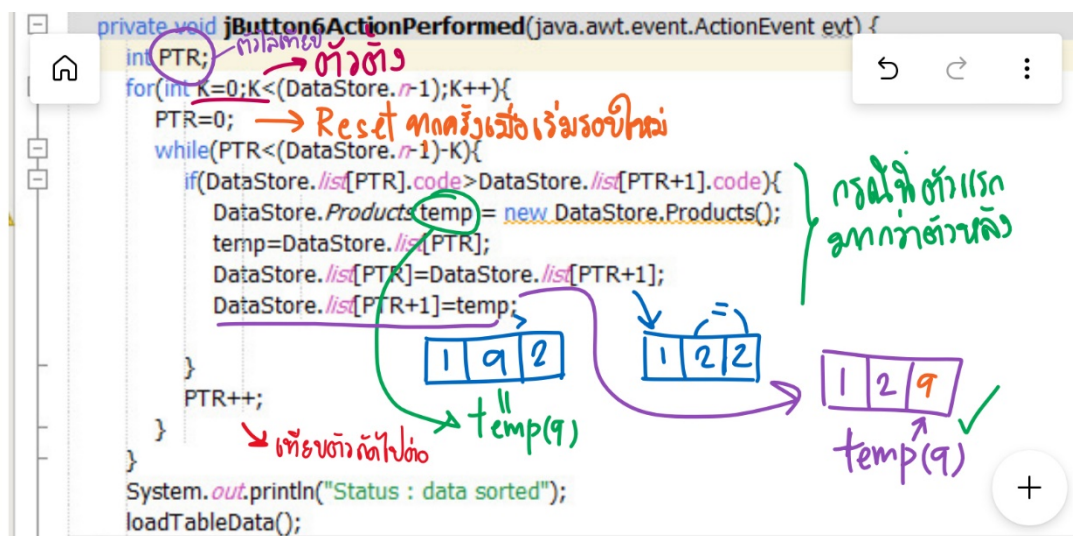 private void jButton6ActionPerformed(java.awt.event.ActionEvent evt) {
int PTR; ตัวไล่เทียบ
ตัวตั้ง
for(int K=0;K<(DataStore.n-1);K++){
PTR=0; → Reset ทุกครั้งเมื่อเริ่มรอบใหม่
while(PTR<(DataStore.n-1)-K){
if(DataStore.list[PTR].code>DataStore.list[PTR+1].code){
กรณีที่ตัวแรก
DataStore.Products temp = new DataStore.Products();
มากกว่าตัวหลัง
temp=DataStore.list[PTR];
DataStore.list[PTR]=DataStore.list[PTR+1];
DataStore.list[PTR+1]=temp;
> =
1 9 2
1 2 2
1 2 9
}
PTR++;
temp(9)
temp(9)
}
เทียบตัวถัดไปต่อ
}
System.out.println("Status : data sorted");
loadTableData();